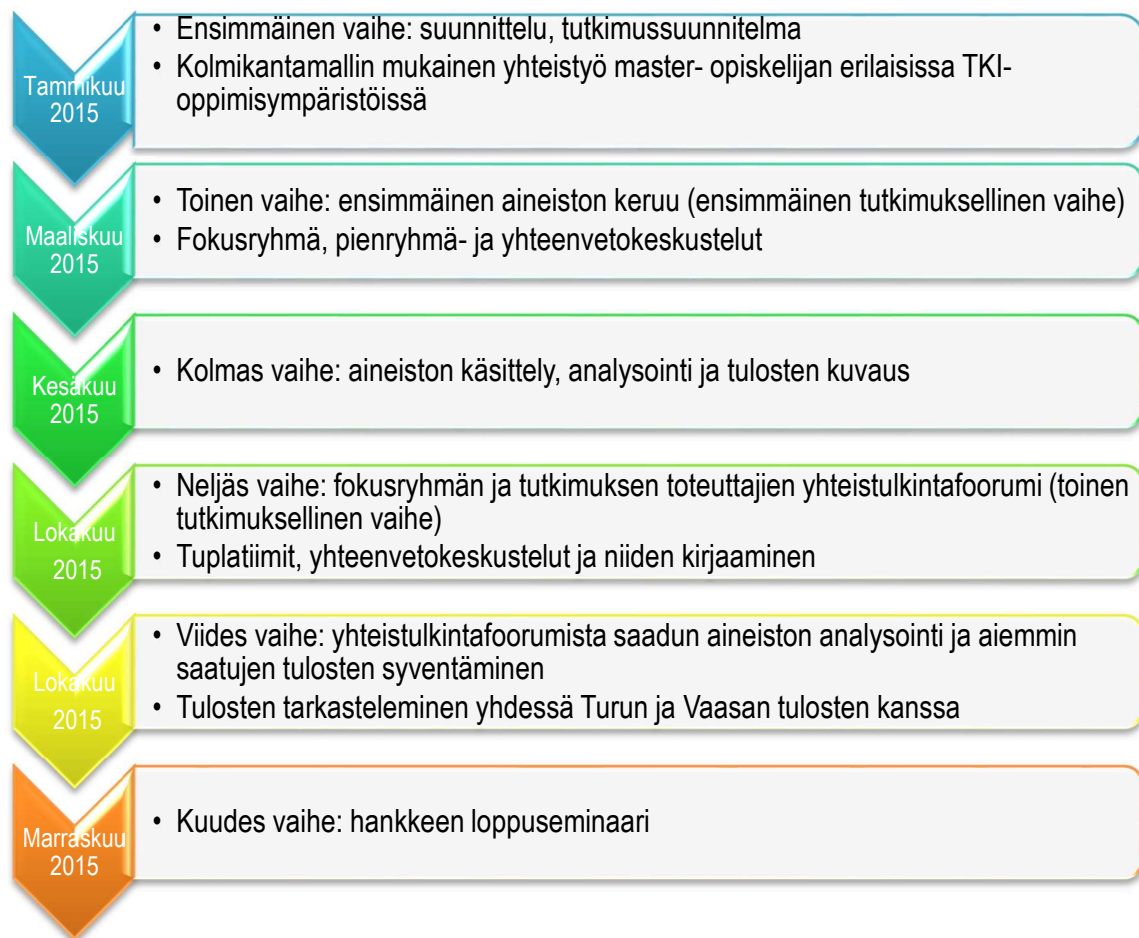 Tammikuu
2015
• Ensimmäinen vaihe: suunnittelu, tutkimussuunnitelma
• Kolmikantamallin mukainen yhteistyö master- opiskelijan erilaisissa TKI-
oppimisympäristöissä
Maaliskuu
2015
• Toinen vaihe: ensimmäinen aineiston keruu (ensimmäinen tutkimuksellinen vaihe)
• Fokusryhmä, pienryhmä- ja yhteenvetokeskustelut
Kesäkuu
2015
• Kolmas vaihe: aineiston käsittely, analysointi ja tulosten kuvaus
Lokakuu
2015
• Neljäs vaihe: fokusryhmän ja tutkimuksen toteuttajien yhteistulkintafoorumi (toinen
tutkimuksellinen vaihe)
• Tuplatiimit, yhteenvetokeskustelut ja niiden kirjaaminen
Lokakuu
2015
• Viides vaihe: yhteistulkintafoorumista saadun aineiston analysointi ja aiemmin
saatujen tulosten syventäminen
• Tulosten tarkasteleminen yhdessä Turun ja Vaasan tulosten kanssa
Marraskuu
2015
• Kuudes vaihe: hankkeen loppuseminaari